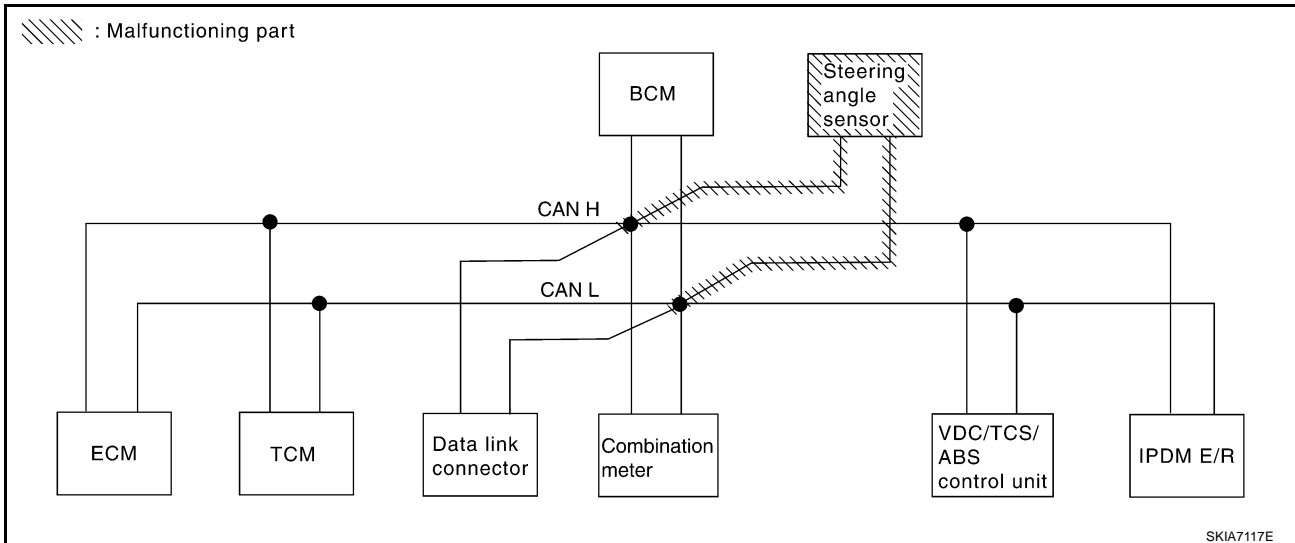 : Malfunctioning part
BCM
Steering
angle
sensor
CAN H
CAN L
ECM
TCM
Data link
connector
Combination
meter
VDC/TCS/
ABS
control unit
IPDM E/R
SKIA7117E